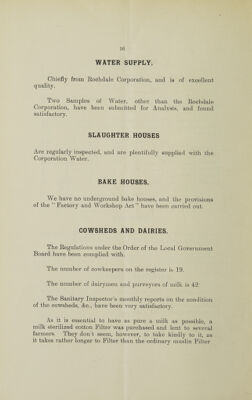 16
WATER SUPPLY.
Chiefly from Rochdale Corporation, and is of excellent
quality.
Two Samples of Water, other than the Rochdale
Corporation, have been submitted for Analysis, and found
satisfactory.
SLAUGHTER HOUSES
Are regularly inspected, and are plentifully supplied with the
Corporation Water.
BAKE HOUSES.
We have no underground bake houses, and the provisions
of the "Factory and Workshop Act" have been carried out.
COWSHEDS AND DAIRIES.
The Regulations under the Order of the Local Government
Board have been complied with.
The number of cowkeepers on the register is 19.
The number of dairymen and purveyors of milk is 42
The Sanitary Inspector's monthly reports on the condition
of the cowsheds, &c., have been very satisfactory.
As it is essential to have as pure a milk as possible, a
milk sterilized cotton Filter was purchased and lent to several
farmers. They don't seem, however, to take kindly to it, as
it takes rather longer to Filter than the ordinary muslin Filter